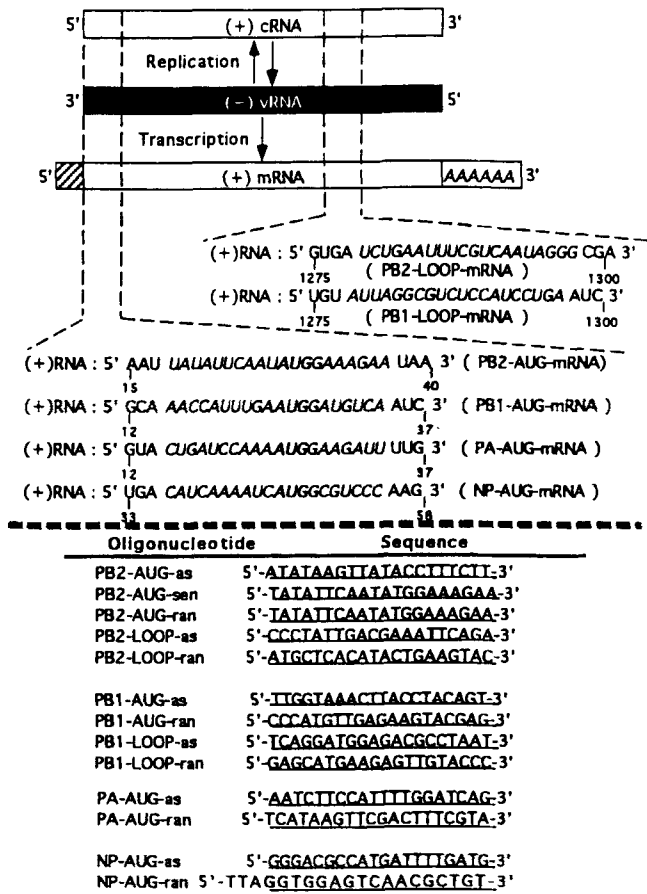 5' (+) cRNA 3'
Replication
3' (−) vRNA 5'
Transcription
5' (+) mRNA AAAAAA 3'
(+)RNA : 5' GUGA UCUGAAUUUCGUCAAUAGGG CGA 3'
1275 ( PB2-LOOP-mRNA ) 1300
(+)RNA : 5' UGU AUUAGGCGUCUCCAUCCUGA AUC 3'
1275 ( PB1-LOOP-mRNA ) 1300
(+)RNA : 5' AAU UAUAUUCAAUAUGGAAAGAA UAA 3' ( PB2-AUG-mRNA)
15 40
(+)RNA : 5' GCA AACCAUUUGAAUGGAUGUCA AUC 3' ( PB1-AUG-mRNA )
12 37
(+)RNA : 5' GUA CUGAUCCAAAAUGGAAGAUU UUG 3' ( PA-AUG-mRNA )
12 37
(+)RNA : 5' UGA CAUCAAAAUCAUGGCGUCCC AAG 3' ( NP-AUG-mRNA )
33 58
Oligonucleotide Sequence
PB2-AUG-as 5'-ATATAAGTTATACCTTTCTT-3'
PB2-AUG-sen 5'-TATATTCAATATGGAAAGAA-3'
PB2-AUG-ran 5'-TATATTCAATATGGAAAGAA-3'
PB2-LOOP-as 5'-CCCTATTGACGAAATTCAGA-3'
PB2-LOOP-ran 5'-ATGCTCACATACTGAAGTAC-3'
PB1-AUG-as 5'-TTGGTAAACTTACCTACAGT-3'
PB1-AUG-ran 5'-CCCATGTTGAGAAGTACGAG-3'
PB1-LOOP-as 5'-TCAGGATGGAGACGCCTAAT-3'
PB1-LOOP-ran 5'-GAGCATGAAGAGTTGTACCC-3'
PA-AUG-as 5'-AATCTTCCATTTTGGATCAG-3'
PA-AUG-ran 5'-TCATAAGTTCGACTTTCGTA-3'
NP-AUG-as 5'-GGGACGCCATGATTTTGATG-3'
NP-AUG-ran 5'-TTAGGTGGAGTCAACGCTGT-3'